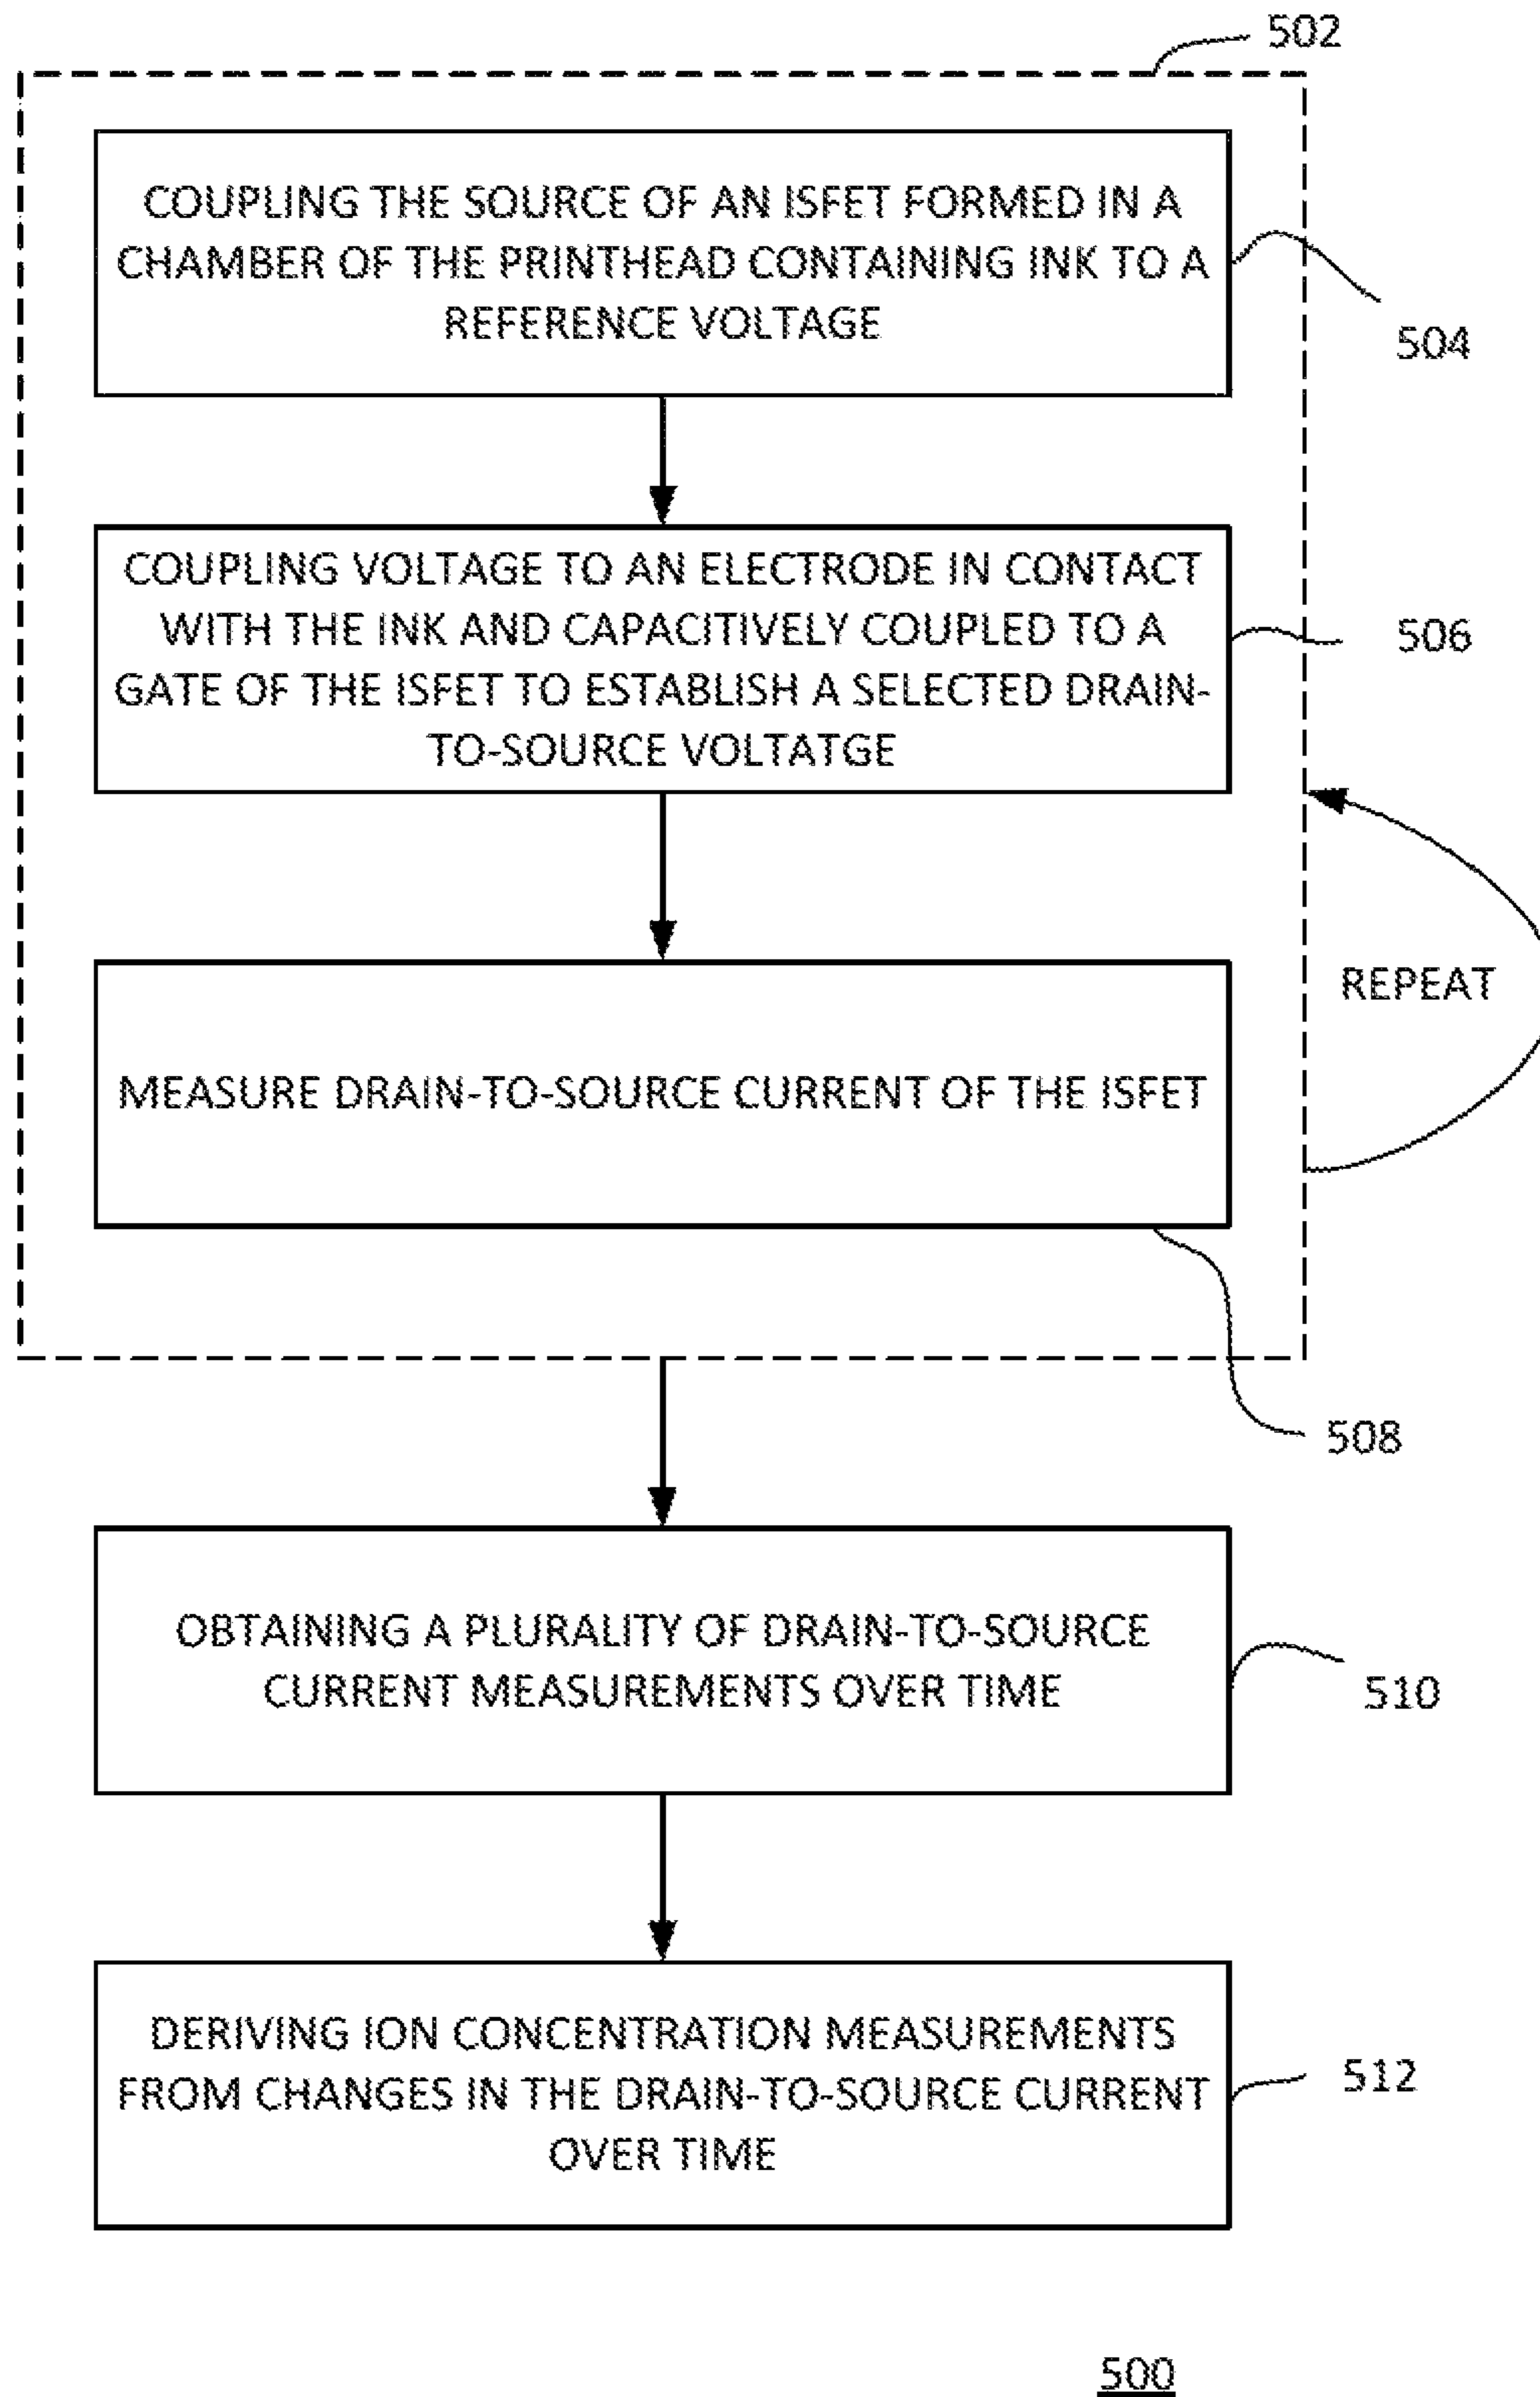 502
COUPLING THE SOURCE OF AN ISFET FORMED IN A
CHAMBER OF THE PRINTHEAD CONTAINING INK TO A
REFERENCE VOLTAGE
504
COUPLING VOLTAGE TO AN ELECTRODE IN CONTACT
WITH THE INK AND CAPACITIVELY COUPLED TO A
GATE OF THE ISFET TO ESTABLISH A SELECTED DRAIN-
TO-SOURCE VOLTATGE
506
REPEAT
MEASURE DRAIN-TO-SOURCE CURRENT OF THE ISFET
508
OBTAINING A PLURALITY OF DRAIN-TO-SOURCE
CURRENT MEASUREMENTS OVER TIME
510
DERIVING ION CONCENTRATION MEASUREMENTS
FROM CHANGES IN THE DRAIN-TO-SOURCE CURRENT
OVER TIME
512
500